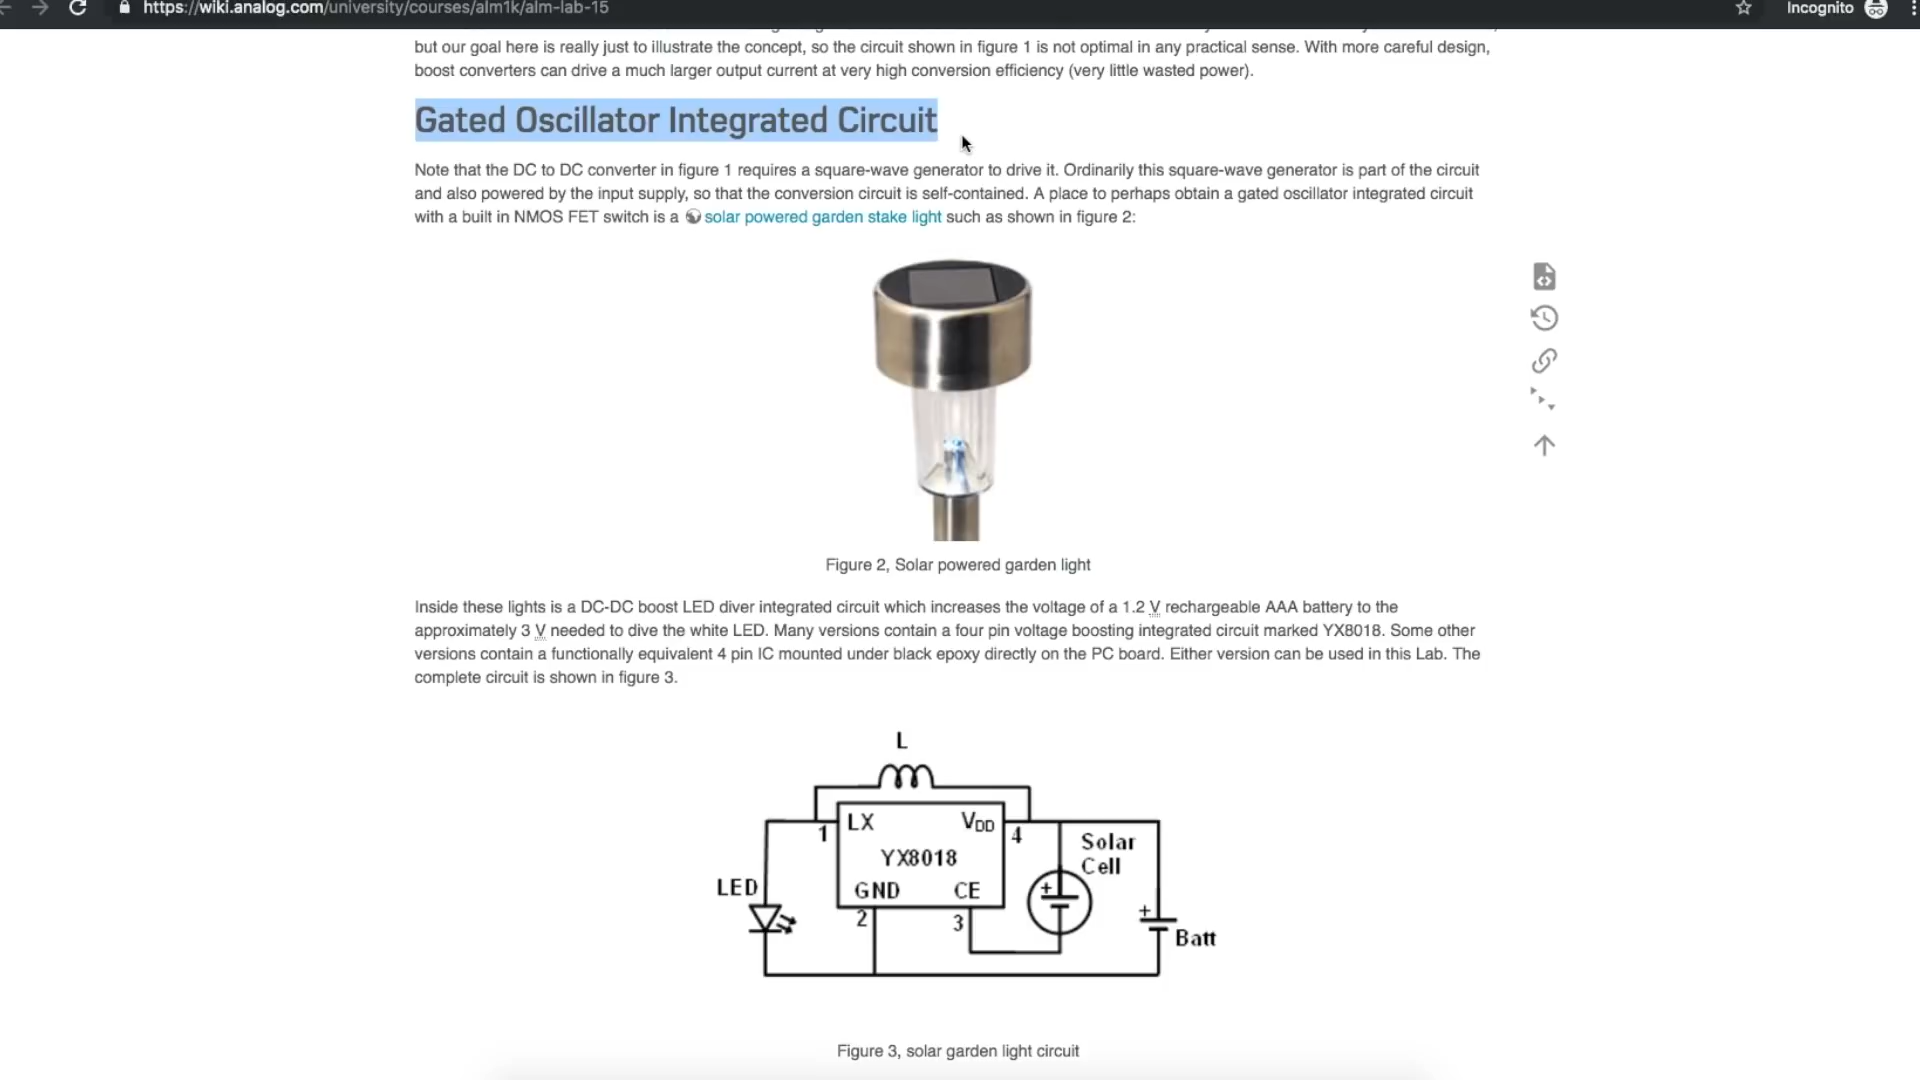 https://wiki.analog.com/university/courses/alm1k/alm-lab-15
Incognito
but our goal here is really just to illustrate the concept, so the circuit shown in figure 1 is not optimal in any practical sense. With more careful design,
boost converters can drive a much larger output current at very high conversion efficiency (very little wasted power).
Gated Oscillator Integrated Circuit
Note that the DC to DC converter in figure 1 requires a square-wave generator to drive it. Ordinarily this square-wave generator is part of the circuit
and also powered by the input supply, so that the conversion circuit is self-contained. A place to perhaps obtain a gated oscillator integrated circuit
with a built in NMOS FET switch is a solar powered garden stake light such as shown in figure 2:
Figure 2, Solar powered garden light
Inside these lights is a DC-DC boost LED diver integrated circuit which increases the voltage of a 1.2 V rechargeable AAA battery to the
approximately 3 V needed to dive the white LED. Many versions contain a four pin voltage boosting integrated circuit marked YX8018. Some other
versions contain a functionally equivalent 4 pin IC mounted under black epoxy directly on the PC board. Either version can be used in this Lab. The
complete circuit is shown in figure 3.
L
1 LX VDD 4
Solar
Cell
YX8018
LED
GND CE
+
2 3
+
Batt
Figure 3, solar garden light circuit